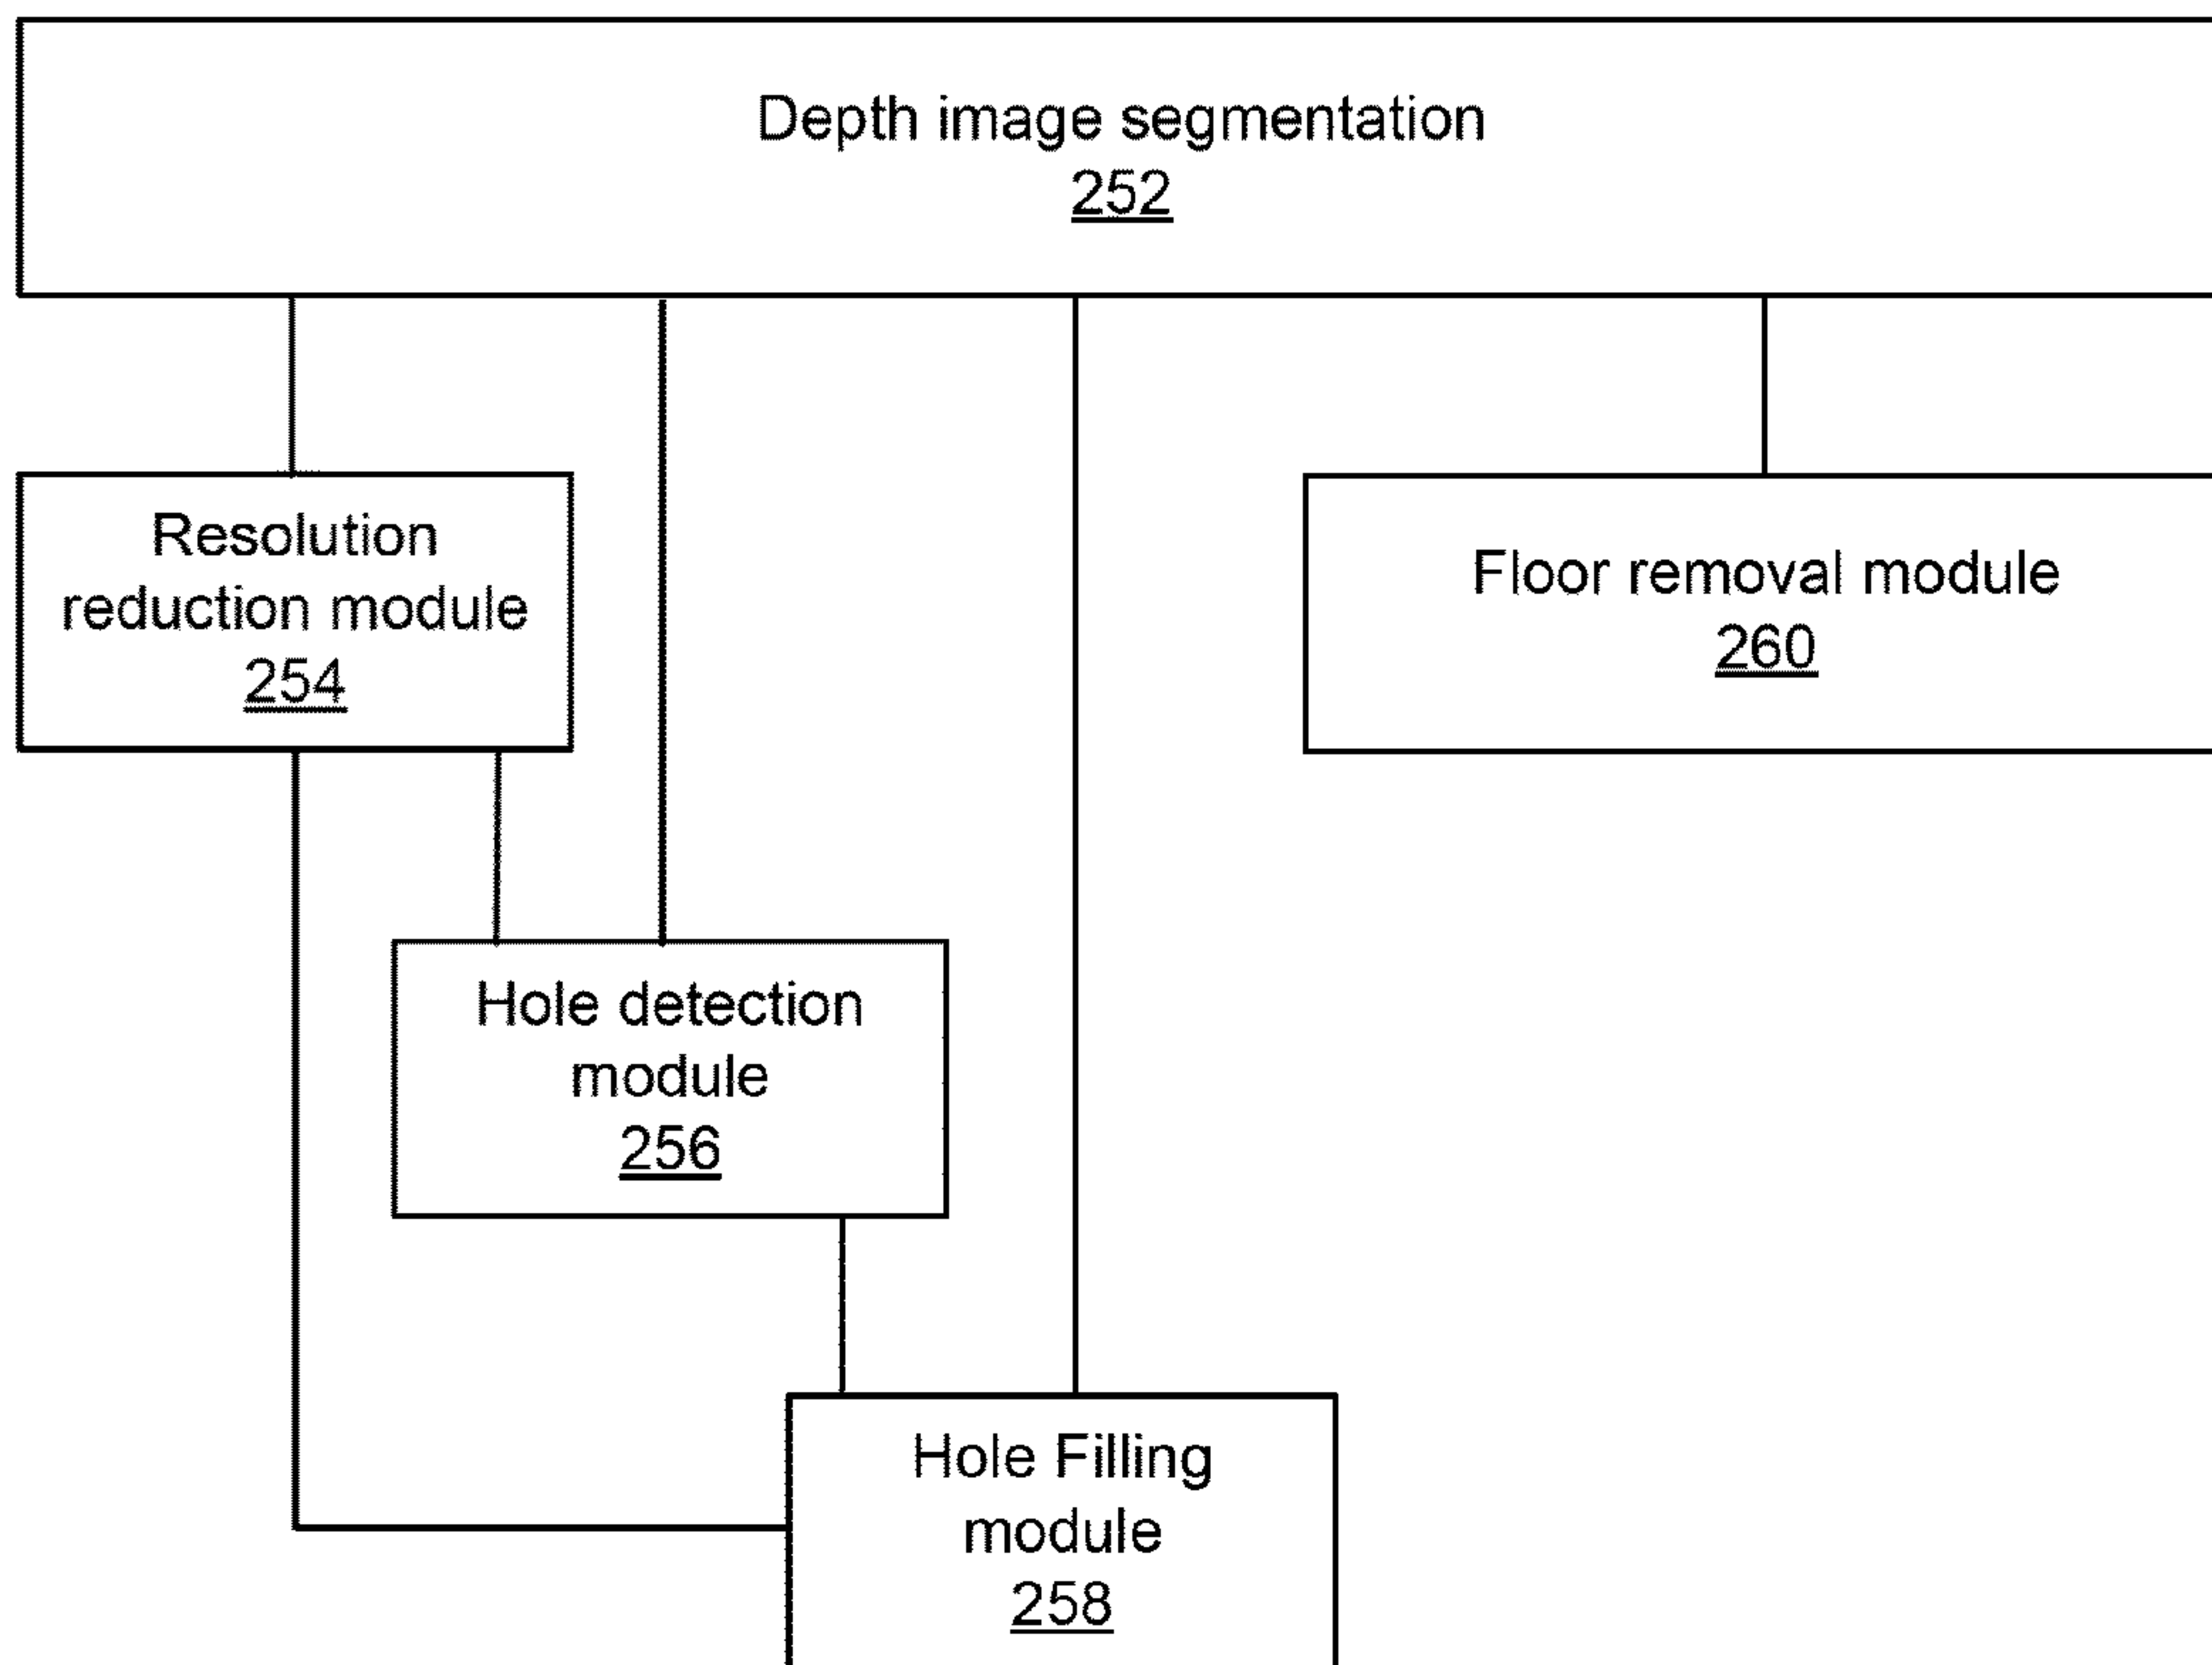 Depth image segmentation
252
Resolution
reduction module
254
Floor removal module
260
Hole detection
module
256
Hole Filling
module
258